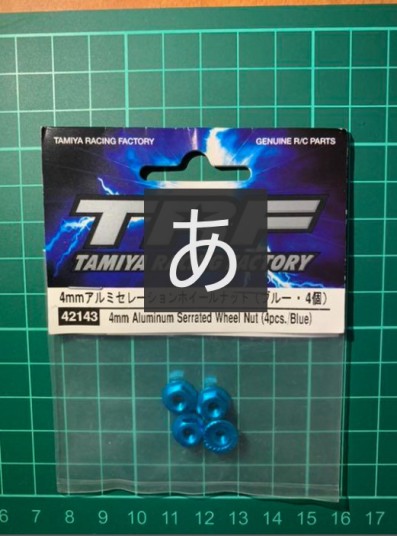 TAMIYA RACING FACTORY
GENUINE R/C PARTS
TRF
あ
TAMIYA RACING FACTORY
4mmアルミセレーションホイールナット(ブルー・4個)
42143
4mm Aluminum Serrated Wheel Nut (4pcs./Blue)
6 7 8 9 10 11 12 13 14 15 16 17